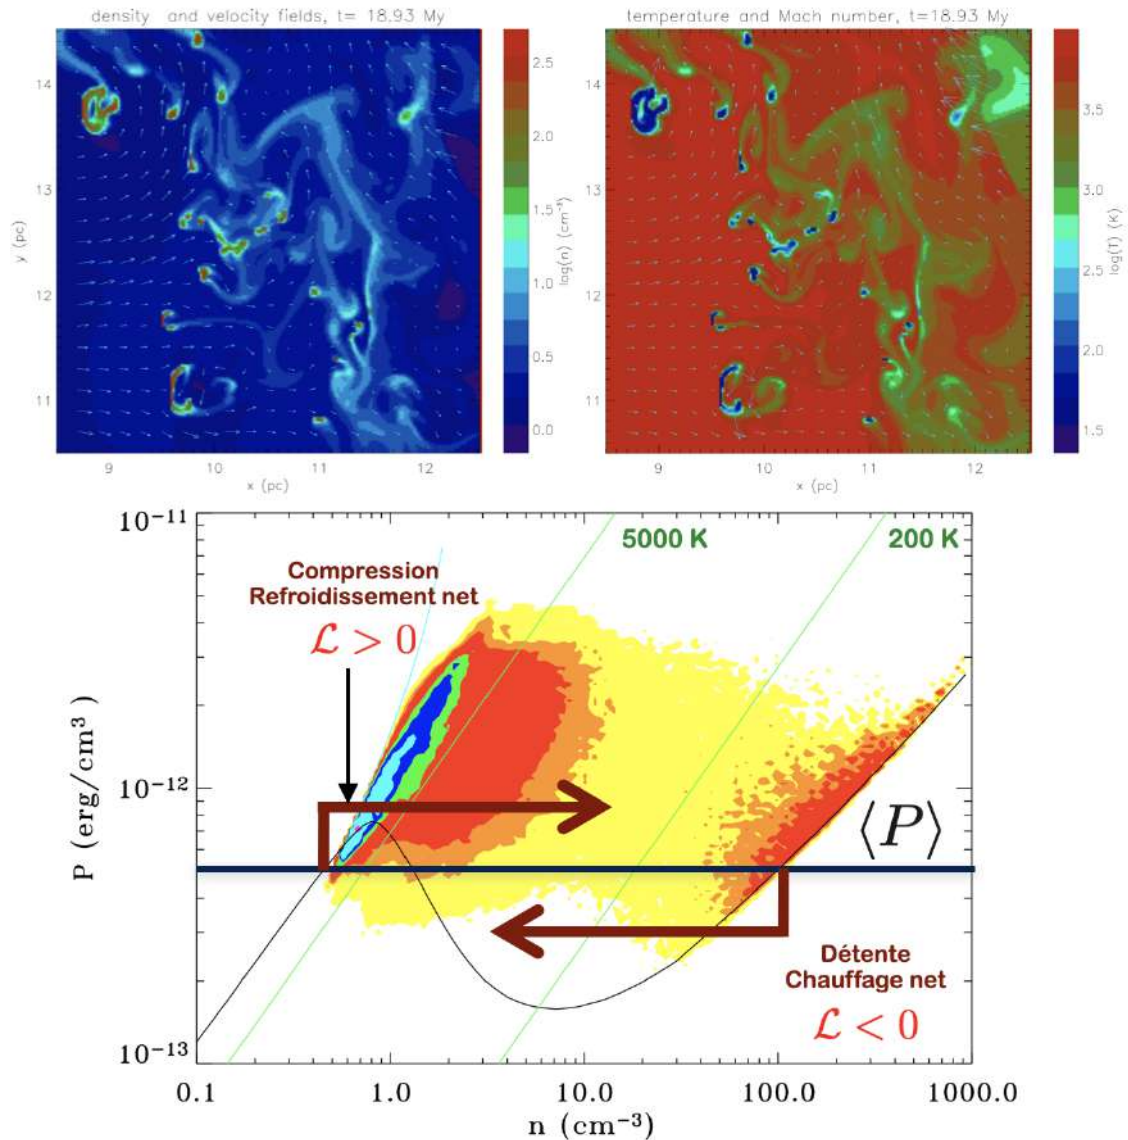 density and velocity fields, t= 18.93 My
temperature and Mach number, t=18.93 My
14
13
12
11
y (pc)
9 10 11 12
x (pc)
2.5
2.0
1.5
1.0
0.5
0.0
log(n) (cm⁻³)
14
13
12
11
9 10 11 12
x (pc)
3.5
3.0
2.5
2.0
1.5
log(T) (K)
10⁻¹¹
10⁻¹²
10⁻¹³
P (erg/cm³ )
5000 K
200 K
Compression
Refroidissement net
ℒ > 0
⟨P⟩
Détente
Chauffage net
ℒ < 0
0.1 1.0 10.0 100.0 1000.0
n (cm⁻³)